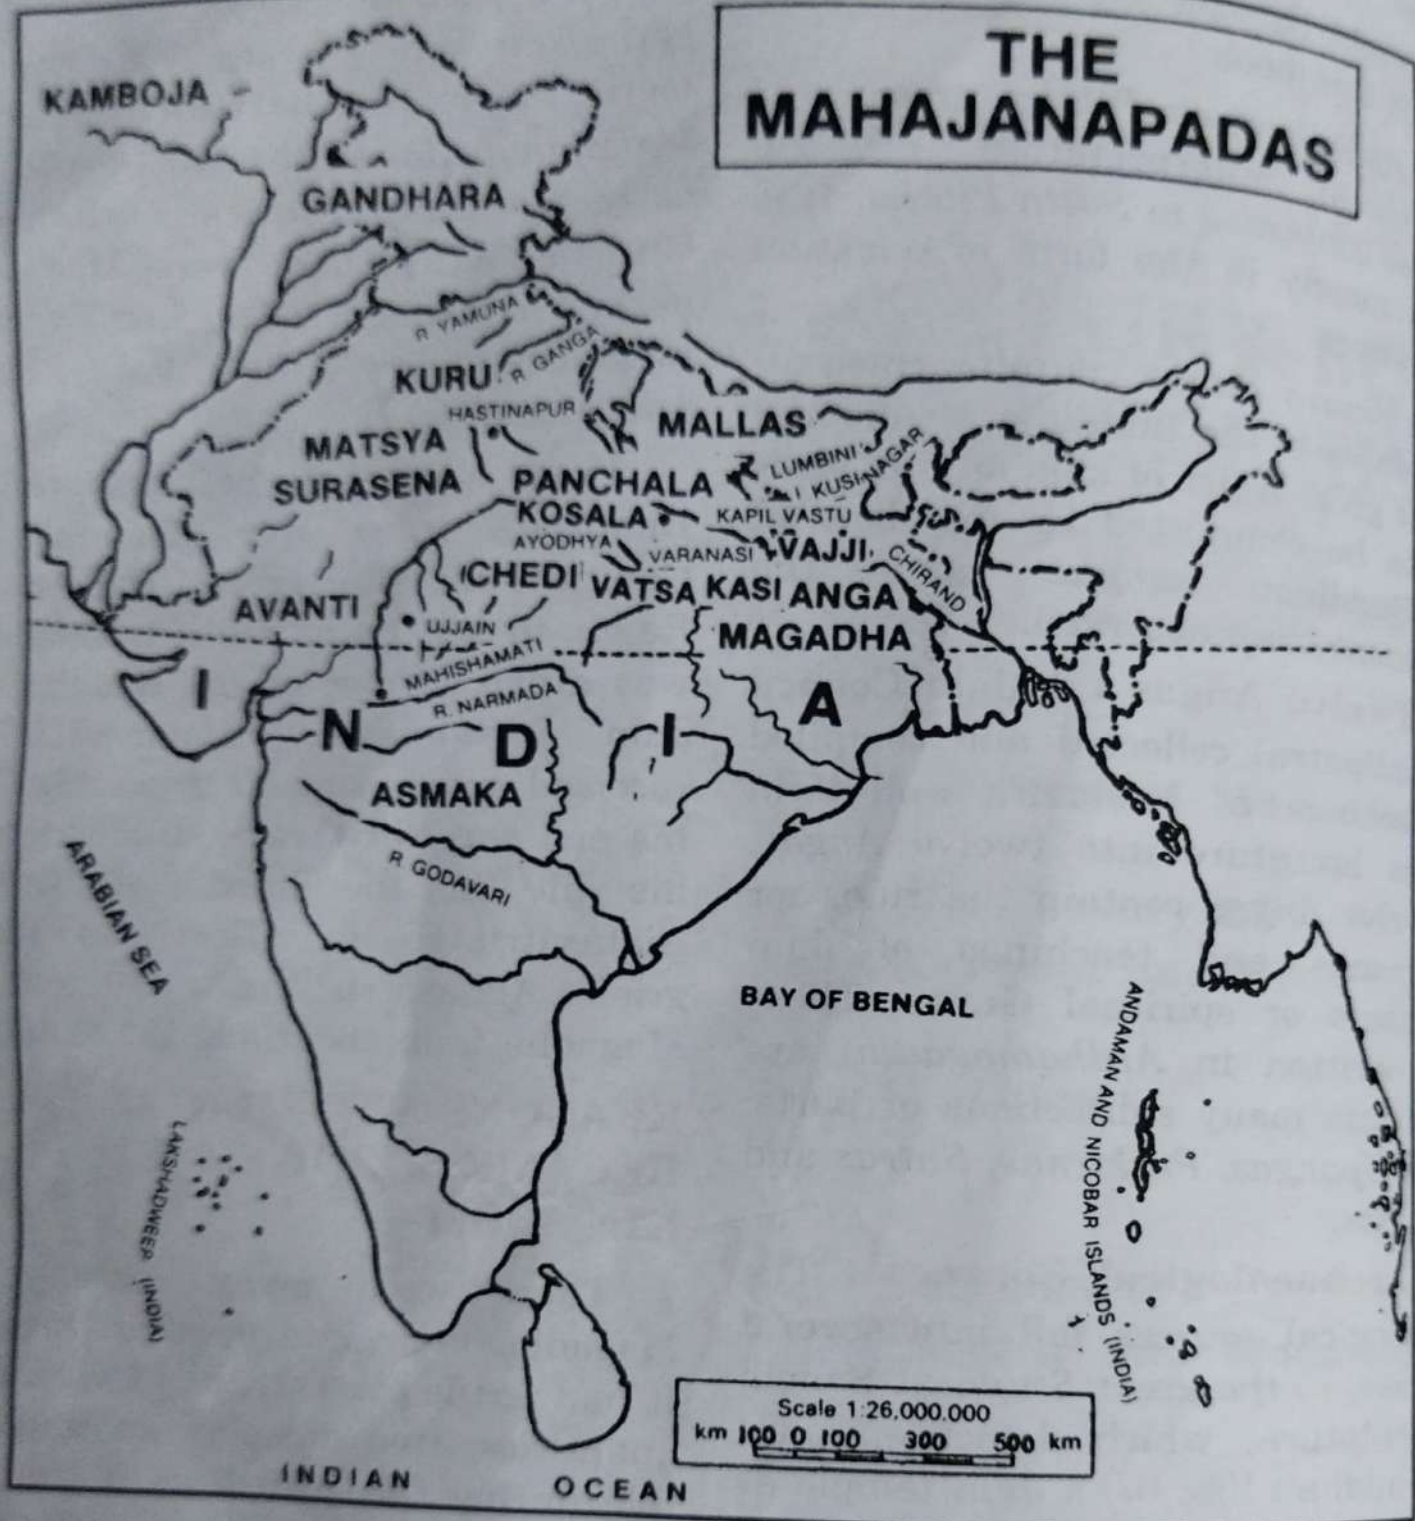 THE
MAHAJANAPADAS
KAMBOJA
GANDHARA
R. YAMUNA
R. GANGA
KURU
HASTINAPUR
MALLAS
MATSYA
LUMBINI
KUSINAGAR
SURASENA
PANCHALA
KOSALA
KAPIL VASTU
AYODHYA
VARANASI
VAJJI
CHIRAND
CHEDI
VATSA
KASI
ANGA
AVANTI
UJJAIN
MAGADHA
MAHISHAMATI
R. NARMADA
I N D I A
ASMAKA
R. GODAVARI
ARABIAN SEA
BAY OF BENGAL
ANDAMAN AND NICOBAR ISLANDS (INDIA)
LAKSHADWEEP (INDIA)
Scale 1:26,000,000
km 100 0 100 300 500 km
INDIAN OCEAN